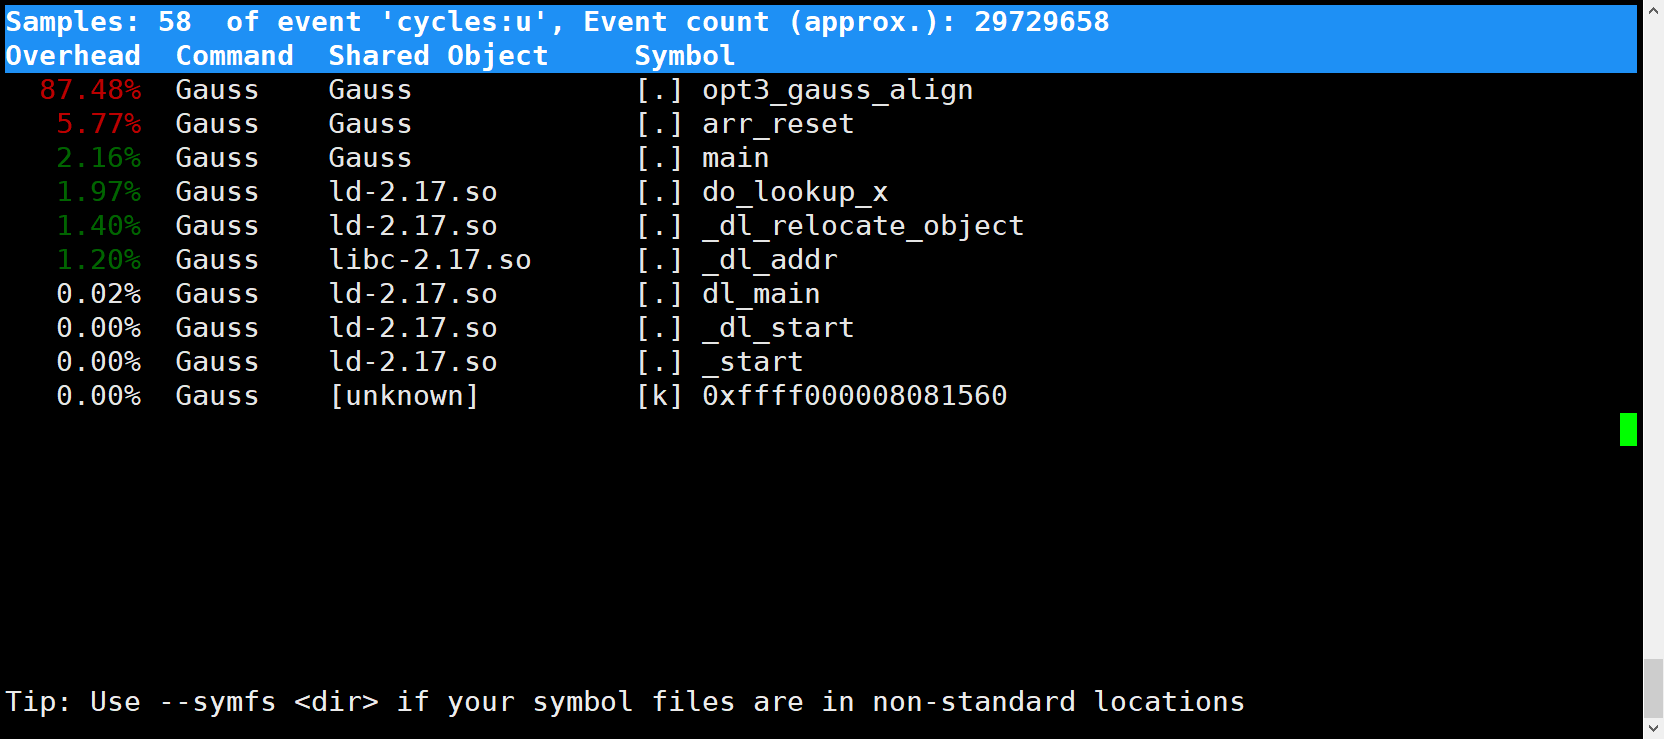 Samples: 58  of event 'cycles:u', Event count (approx.): 29729658
Overhead  Command  Shared Object     Symbol
  87.48%  Gauss    Gauss             [.] opt3_gauss_align
   5.77%  Gauss    Gauss             [.] arr_reset
   2.16%  Gauss    Gauss             [.] main
   1.97%  Gauss    ld-2.17.so        [.] do_lookup_x
   1.40%  Gauss    ld-2.17.so        [.] _dl_relocate_object
   1.20%  Gauss    libc-2.17.so      [.] _dl_addr
   0.02%  Gauss    ld-2.17.so        [.] dl_main
   0.00%  Gauss    ld-2.17.so        [.] _dl_start
   0.00%  Gauss    ld-2.17.so        [.] _start
   0.00%  Gauss    [unknown]         [k] 0xffff000008081560
Tip: Use --symfs <dir> if your symbol files are in non-standard locations